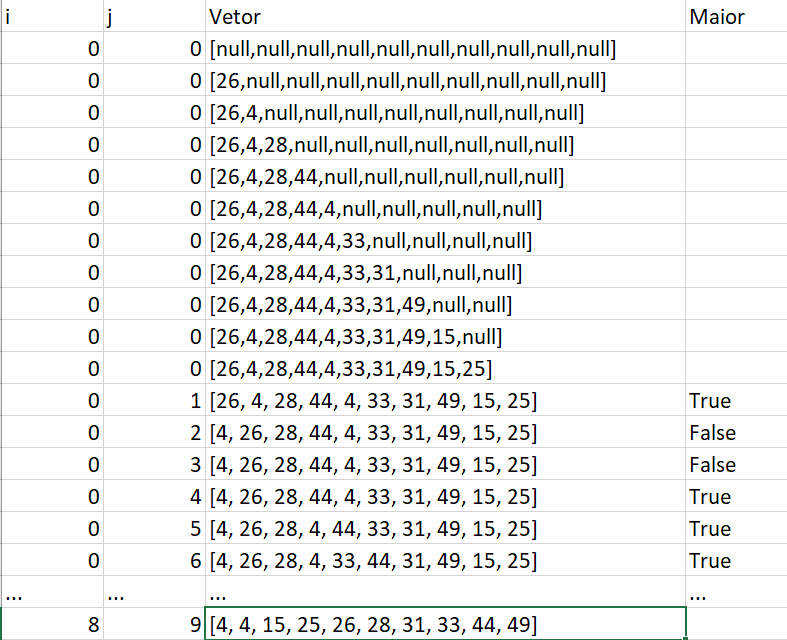 i j Vetor Maior
0 0 [null,null,null,null,null,null,null,null,null,null]
0 0 [26,null,null,null,null,null,null,null,null,null]
0 0 [26,4,null,null,null,null,null,null,null,null]
0 0 [26,4,28,null,null,null,null,null,null,null]
0 0 [26,4,28,44,null,null,null,null,null,null]
0 0 [26,4,28,44,4,null,null,null,null,null]
0 0 [26,4,28,44,4,33,null,null,null,null]
0 0 [26,4,28,44,4,33,31,null,null,null]
0 0 [26,4,28,44,4,33,31,49,null,null]
0 0 [26,4,28,44,4,33,31,49,15,null]
0 0 [26,4,28,44,4,33,31,49,15,25]
0 1 [26, 4, 28, 44, 4, 33, 31, 49, 15, 25] True
0 2 [4, 26, 28, 44, 4, 33, 31, 49, 15, 25] False
0 3 [4, 26, 28, 44, 4, 33, 31, 49, 15, 25] False
0 4 [4, 26, 28, 44, 4, 33, 31, 49, 15, 25] True
0 5 [4, 26, 28, 4, 44, 33, 31, 49, 15, 25] True
0 6 [4, 26, 28, 4, 33, 44, 31, 49, 15, 25] True
... ... ... ...
8 9 [4, 4, 15, 25, 26, 28, 31, 33, 44, 49]